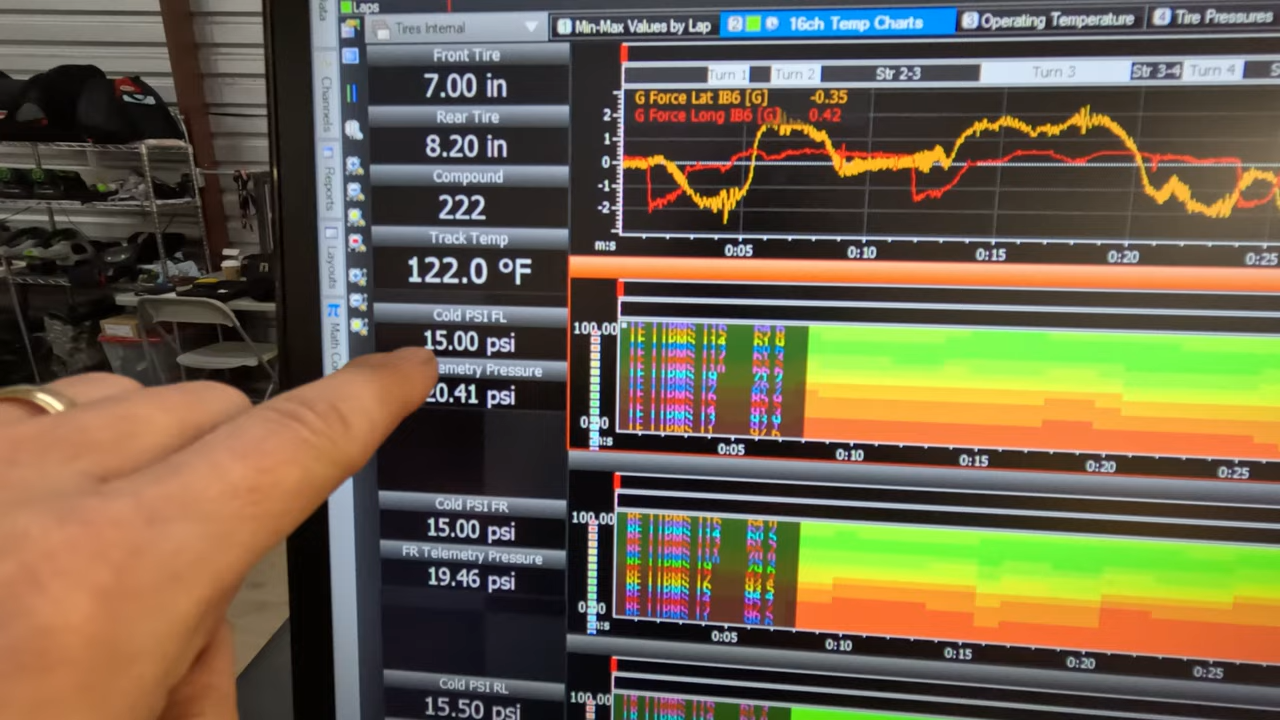 Laps
Data
Channels
Reports
Layouts
Math Co
Tires Internal
1 Min-Max Values by Lap
2 16ch Temp Charts
3 Operating Temperature
4 Tire Pressures
Front Tire
7.00 in
Rear Tire
8.20 in
Compound
222
Track Temp
122.0 °F
Cold PSI FL
15.00 psi
emetry Pressure
20.41 psi
Cold PSI FR
15.00 psi
FR Telemetry Pressure
19.46 psi
Cold PSI RL
15.50 psi
Turn 1 Turn 2 Str 2-3 Turn 3 Str 3-4 Turn 4 S
G Force Lat IB6 [G] -0.35
G Force Long IB6 [G] 0.42
2
1
0
-1
-2
m:s 0:05 0:10 0:15 0:20 0:25
100.00
0.00
m:s 0:05 0:10 0:15 0:20 0:25
100.00
0.00
m:s 0:05 0:10 0:15 0:20 0:25
100.00